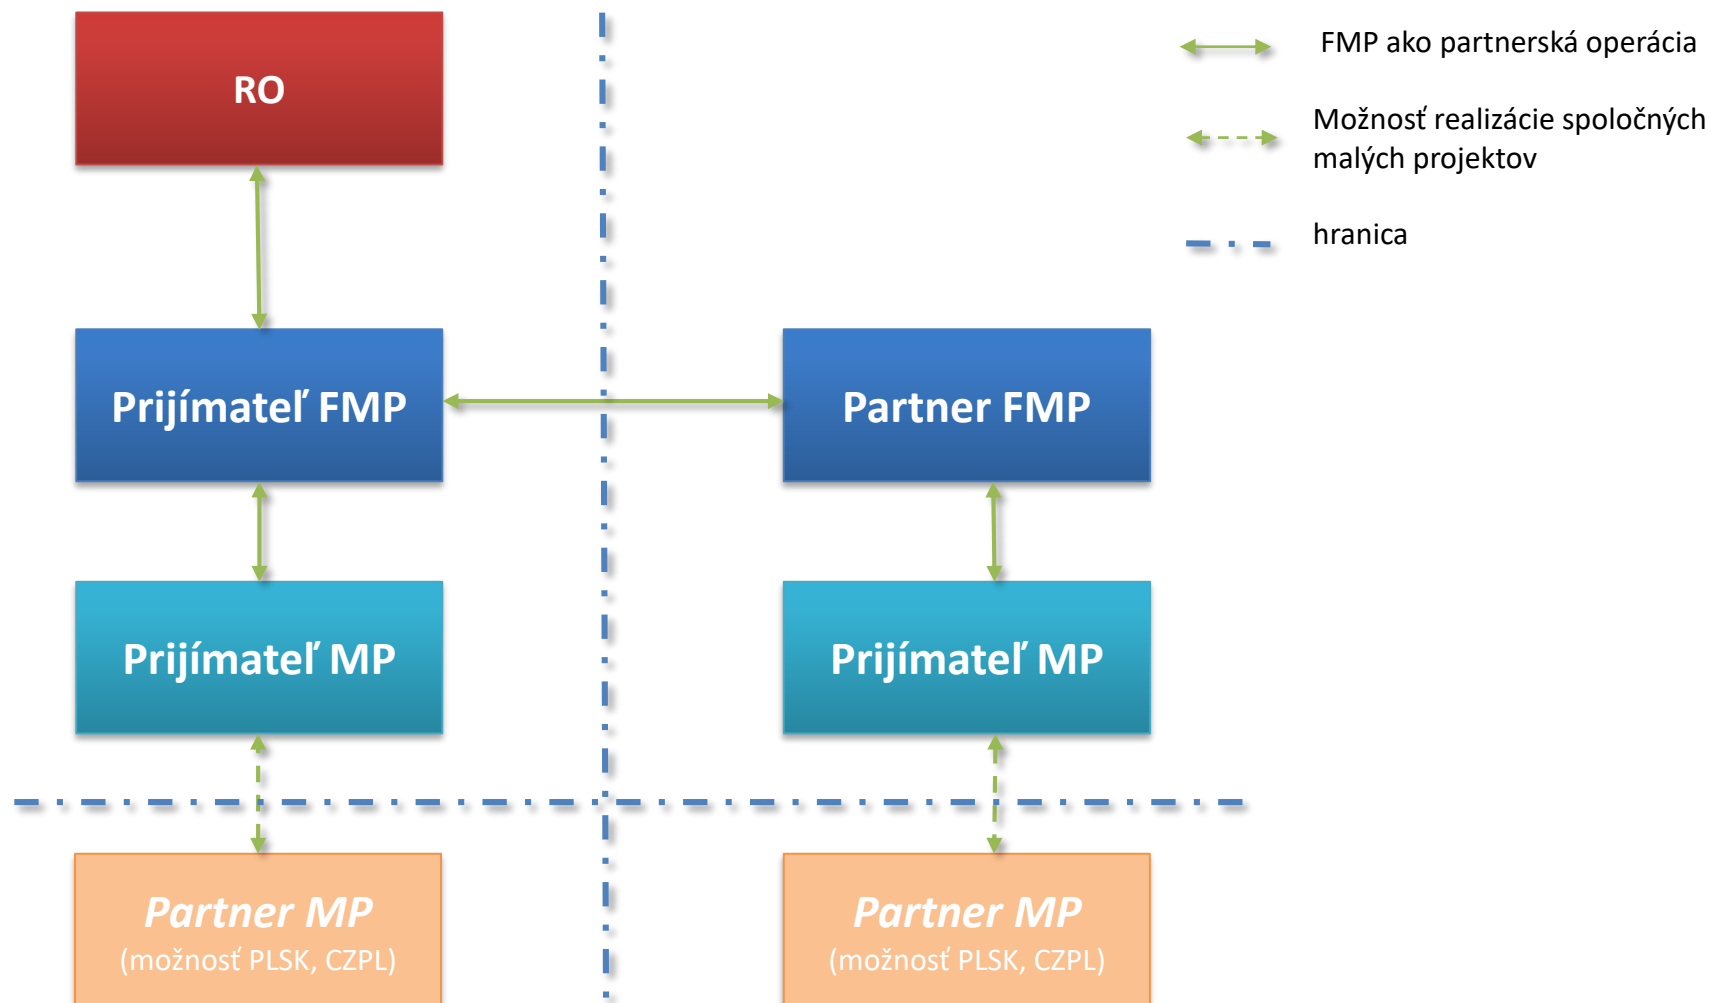 RO
FMP ako partnerská operácia
Možnosť realizácie spoločných
malých projektov
hranica
Prijímateľ FMP
Partner FMP
Prijímateľ MP
Prijímateľ MP
Partner MP
(možnosť PLSK, CZPL)
Partner MP
(možnosť PLSK, CZPL)